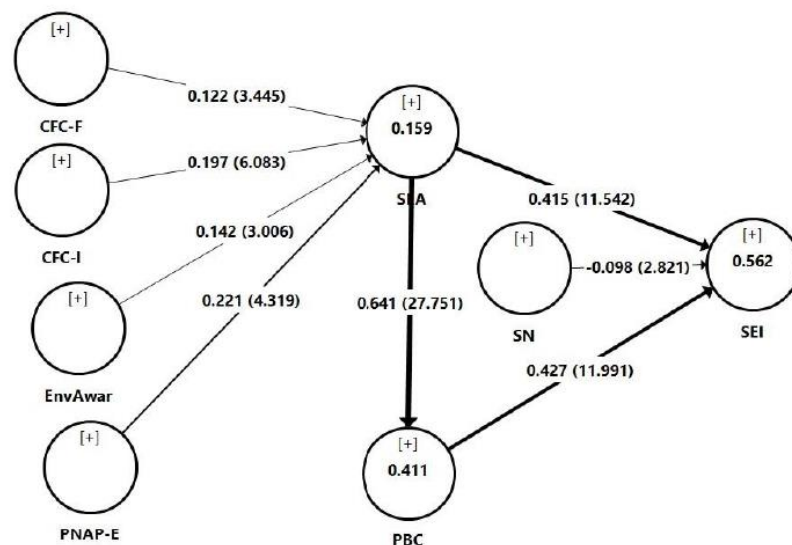 [+]
CFC-F
0.122 (3.445)
[+]
0.159
[+]
CFC-I
0.197 (6.083)
0.415 (11.542)
[+]
SN
-0.098 (2.821)
[+]
0.562
SEI
0.142 (3.006)
[+]
EnvAwar
0.221 (4.319)
0.641 (27.751)
0.427 (11.991)
[+]
PNAP-E
[+]
0.411
PBC